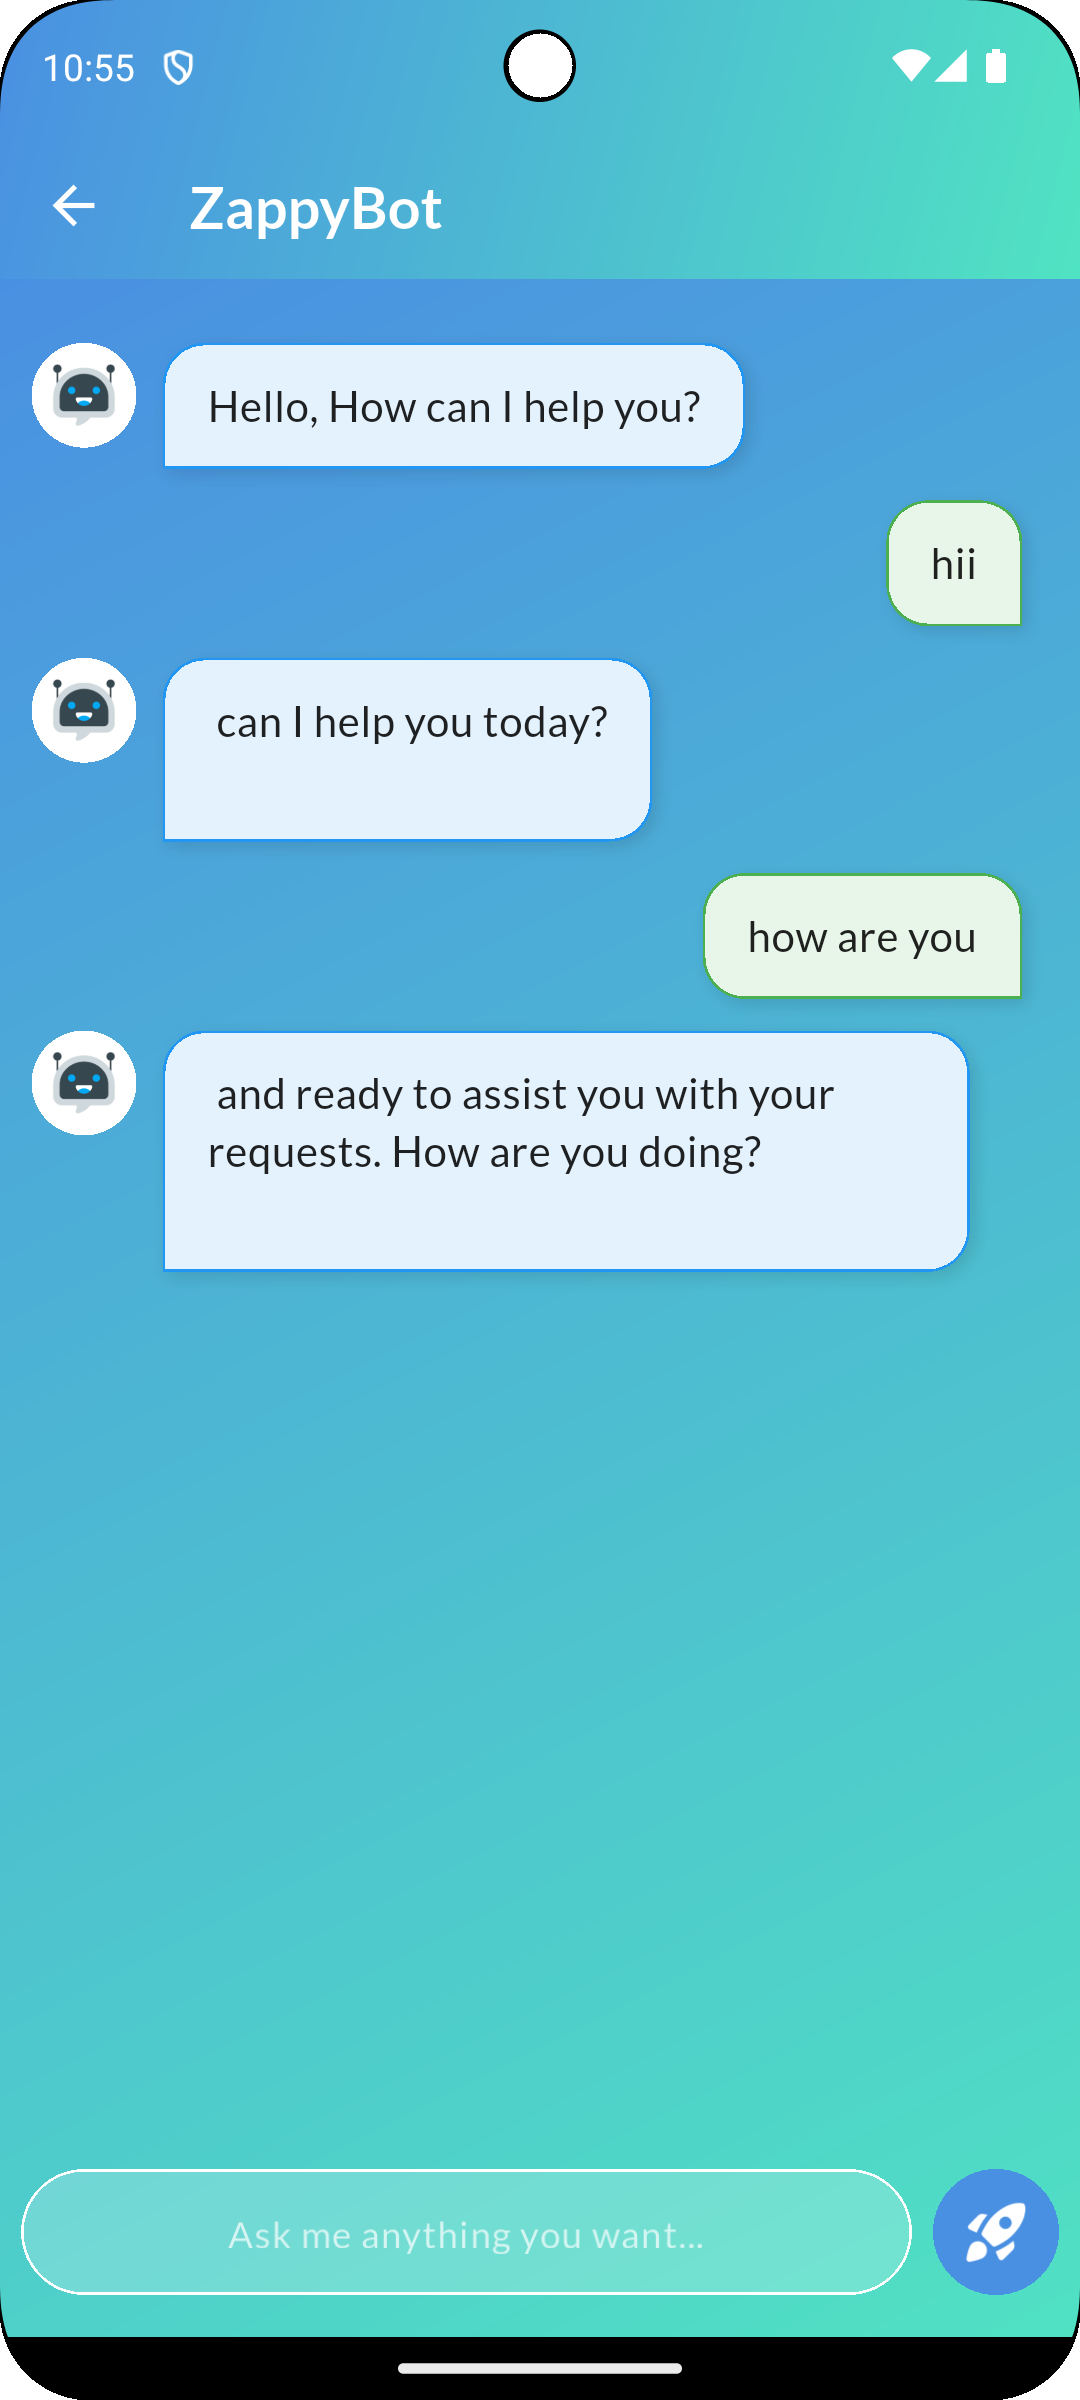 10:55
ZappyBot
Hello, How can I help you?
hii
can I help you today?
how are you
and ready to assist you with your
requests. How are you doing?
Ask me anything you want...